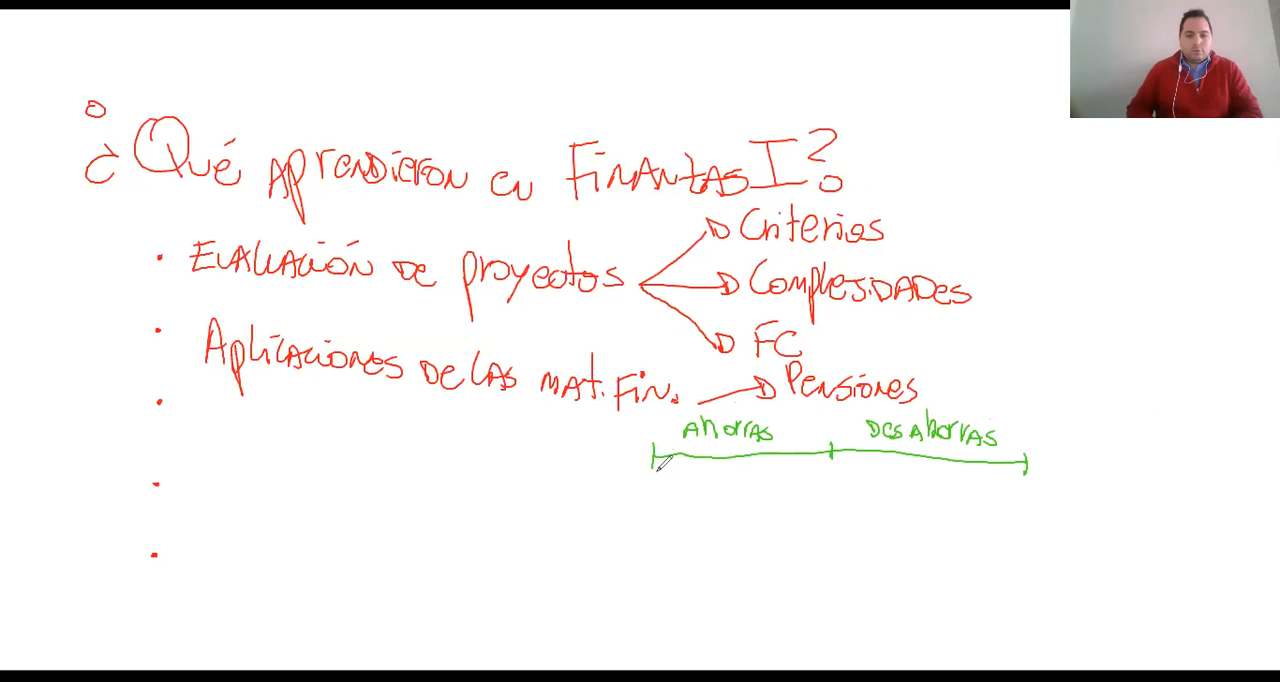 ¿Qué aprendieron en Finanzas I?
• Evaluación de proyectos
Criterios
Complejidades
FC
• Aplicaciones de las mat. fin.
Pensiones
Ahorras
Desahorras